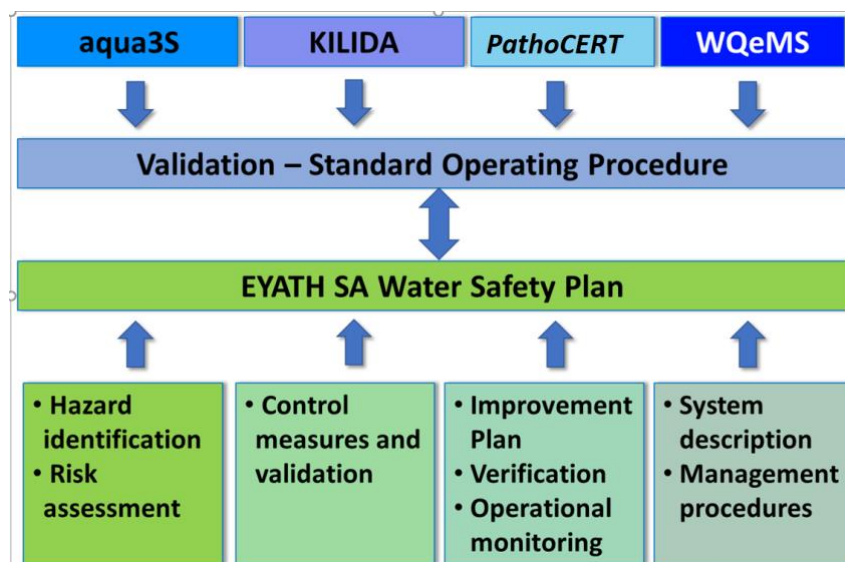 aqua3S
KILIDA
PathoCERT
WQeMS
Validation – Standard Operating Procedure
EYATH SA Water Safety Plan
• Hazard
identification
• Risk
assessment
• Control
measures and
validation
• Improvement
Plan
• Verification
• Operational
monitoring
• System
description
• Management
procedures